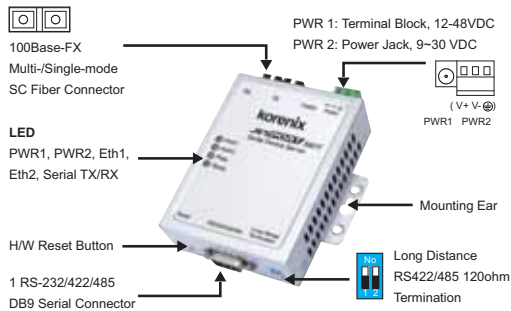 100Base-FX
Multi-/Single-mode
SC Fiber Connector
PWR 1: Terminal Block, 12-48VDC
PWR 2: Power Jack, 9~30 VDC
( V+ V- )
PWR1 PWR2
LED
PWR1, PWR2, Eth1,
Eth2, Serial TX/RX
korenix
Mounting Ear
H/W Reset Button
1 RS-232/422/485
DB9 Serial Connector
No
1 2
Long Distance
RS422/485 120ohm
Termination